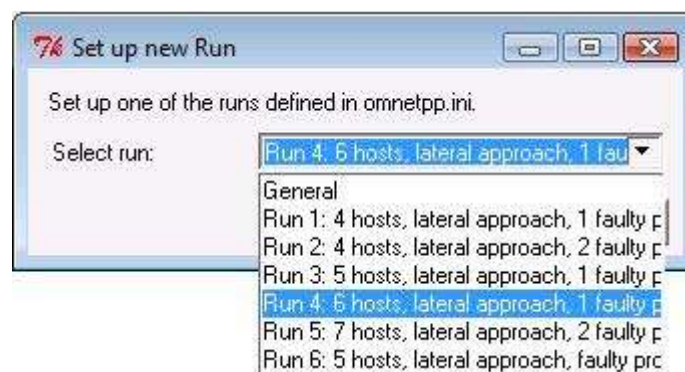 Set up new Run
Set up one of the runs defined in omnetpp.ini.
Select run: Run 4: 6 hosts, lateral approach, 1 fau
General
Run 1: 4 hosts, lateral approach, 1 faulty p
Run 2: 4 hosts, lateral approach, 2 faulty p
Run 3: 5 hosts, lateral approach, 1 faulty p
Run 4: 6 hosts, lateral approach, 1 faulty p
Run 5: 7 hosts, lateral approach, 2 faulty p
Run 6: 5 hosts, lateral approach, faulty pro